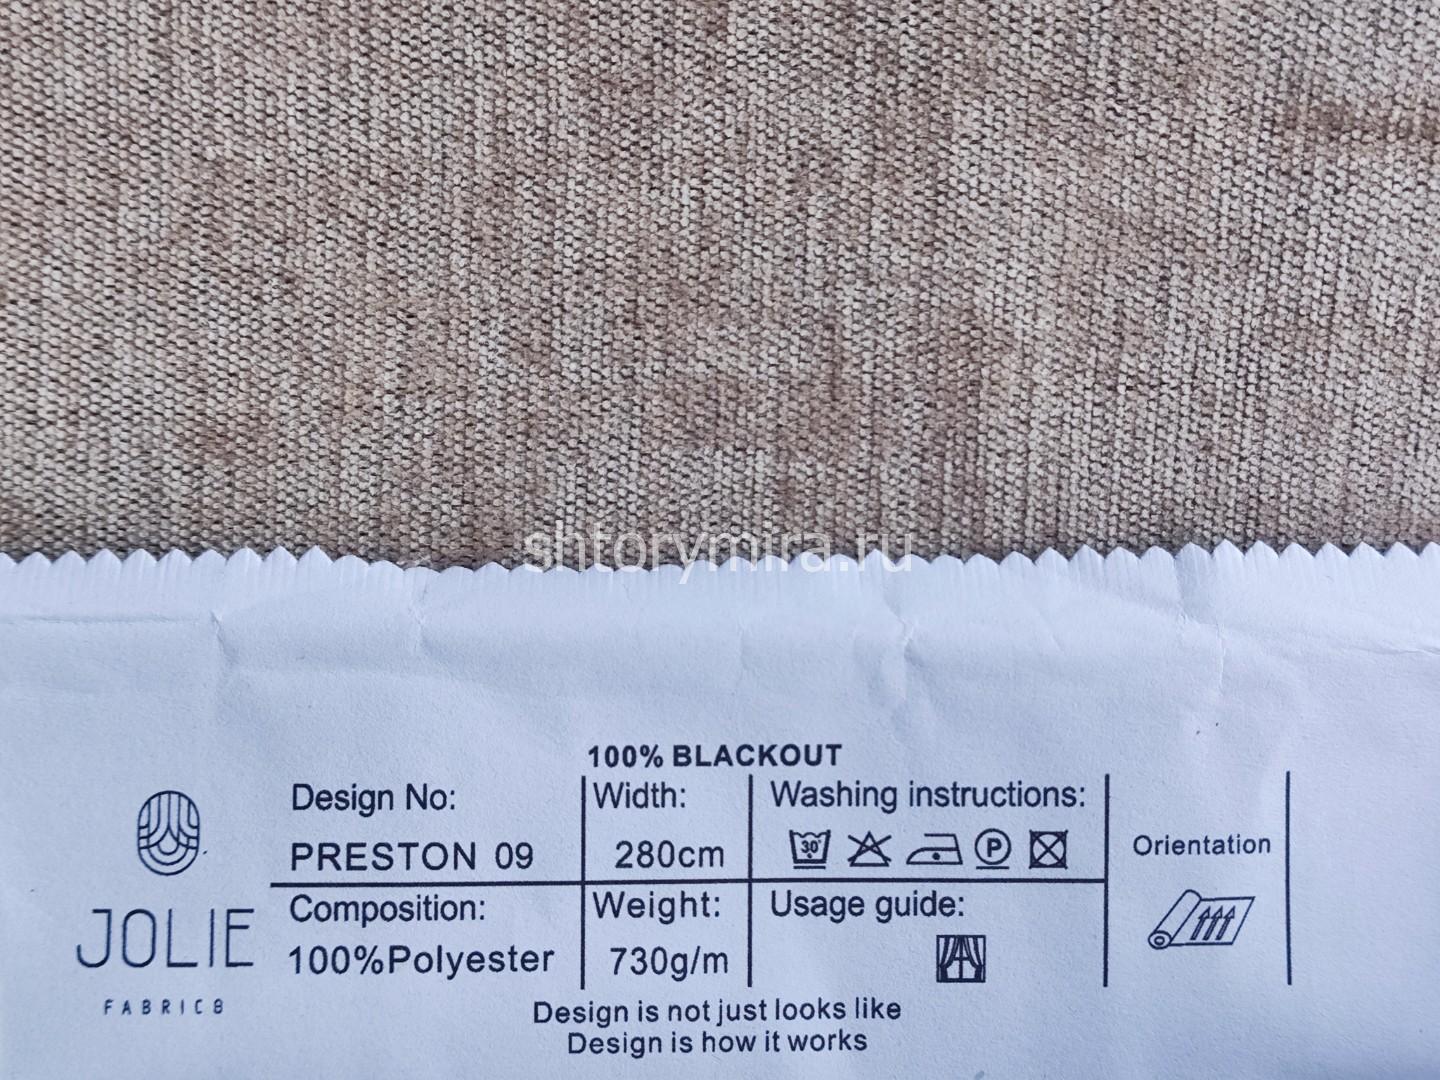 shtorymira.ru
100% BLACKOUT
Design No:
PRESTON 09
Width:
280cm
Washing instructions:
30°
P
Composition:
100%Polyester
Weight:
730g/m
Usage guide:
Orientation
JOLIE
FABRICS
Design is not just looks like
Design is how it works